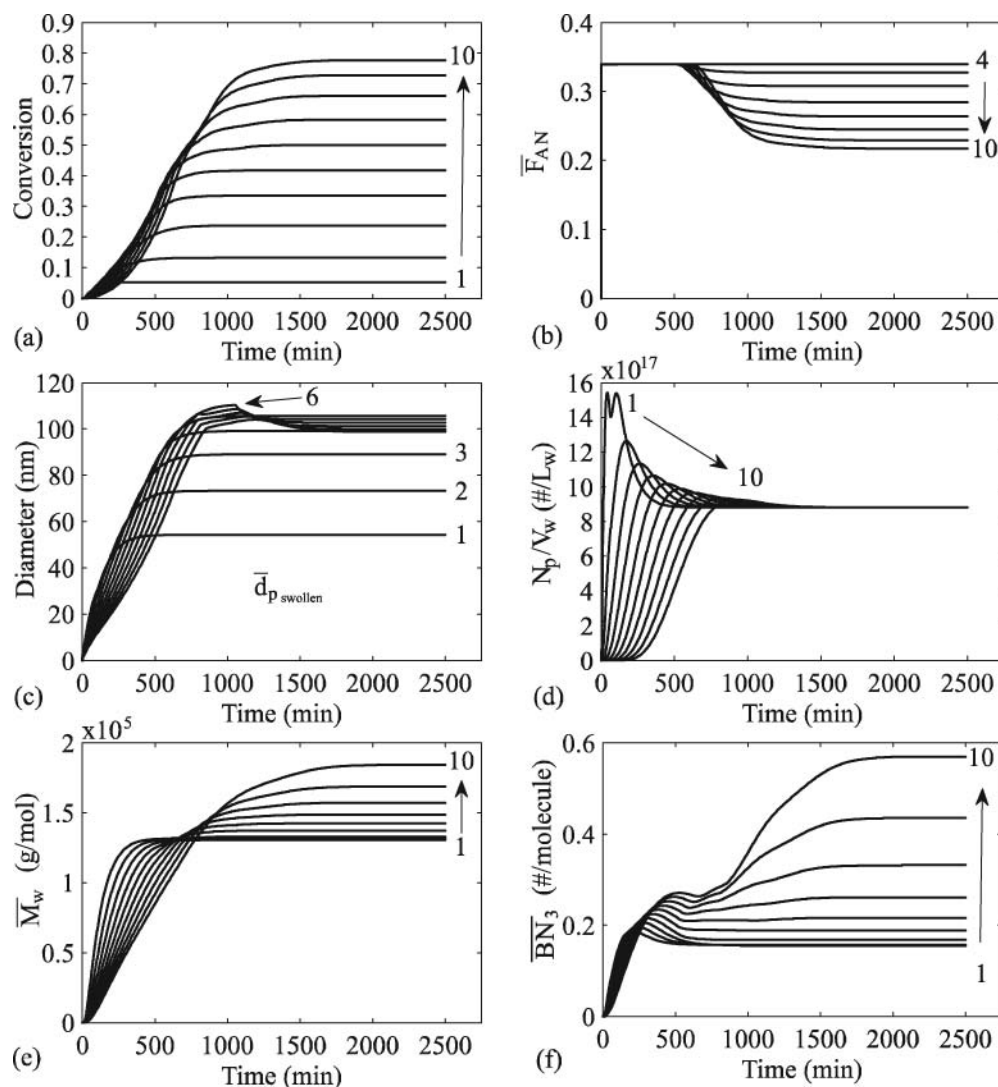 0.9
0.8
0.7
0.6
0.5
0.4
0.3
0.2
0.1
0
Conversion
10
1
0 500 1000 1500 2000 2500
(a) Time (min)
0.4
0.3
0.2
0.1
0
F̅AN
4
10
0 500 1000 1500 2000 2500
(b) Time (min)
120
100
80
60
40
20
0
Diameter (nm)
6
3
2
1
d̅p swollen
0 500 1000 1500 2000 2500
(c) Time (min)
x10^17
16
14
12
10
8
6
4
2
0
Np/Vw (#/Lw)
1
10
0 500 1000 1500 2000 2500
(d) Time (min)
x10^5
2
1.5
1
0.5
0
M̅w (g/mol)
10
1
0 500 1000 1500 2000 2500
(e) Time (min)
0.6
0.4
0.2
0
B̅N̅3 (#/molecule)
10
1
0 500 1000 1500 2000 2500
(f) Time (min)